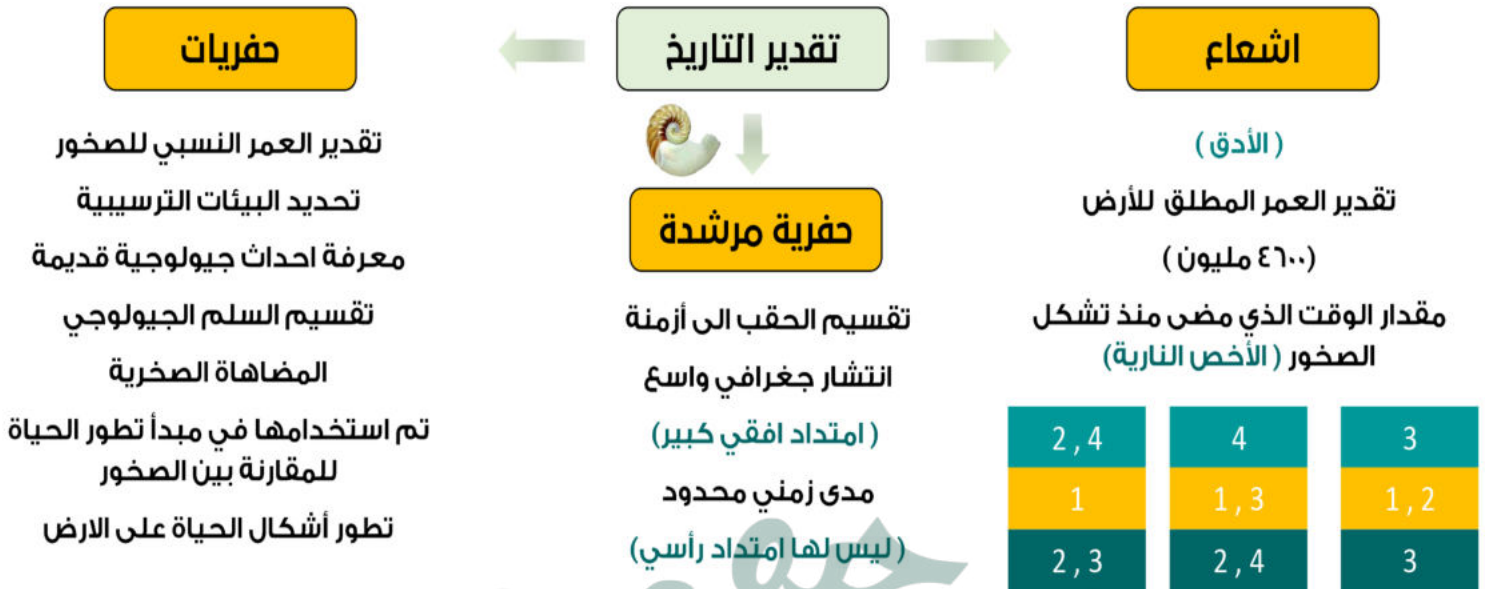 تقدير التاريخ
اشعاع
( الأدق )
تقدير العمر المطلق للأرض
(٤٦٠٠ مليون )
مقدار الوقت الذي مضى منذ تشكل
الصخور ( الأخص النارية)
3
4
2 , 4
1 , 2
1 , 3
1
3
2 , 4
2 , 3
حفرية مرشدة
تقسيم الحقب الى أزمنة
انتشار جغرافي واسع
( امتداد افقي كبير)
مدى زمني محدود
( ليس لها امتداد رأسي)
حفريات
تقدير العمر النسبي للصخور
تحديد البيئات الترسيبية
معرفة احداث جيولوجية قديمة
تقسيم السلم الجيولوجي
المضاهاة الصخرية
تم استخدامها في مبدأ تطور الحياة
للمقارنة بين الصخور
تطور أشكال الحياة على الارض